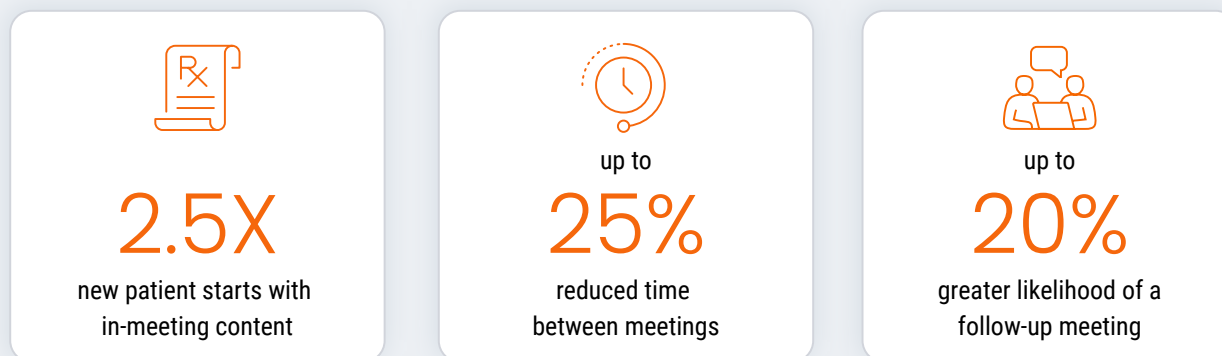 Rx
2.5X
new patient starts with
in-meeting content
up to
25%
reduced time
between meetings
up to
20%
greater likelihood of a
follow-up meeting